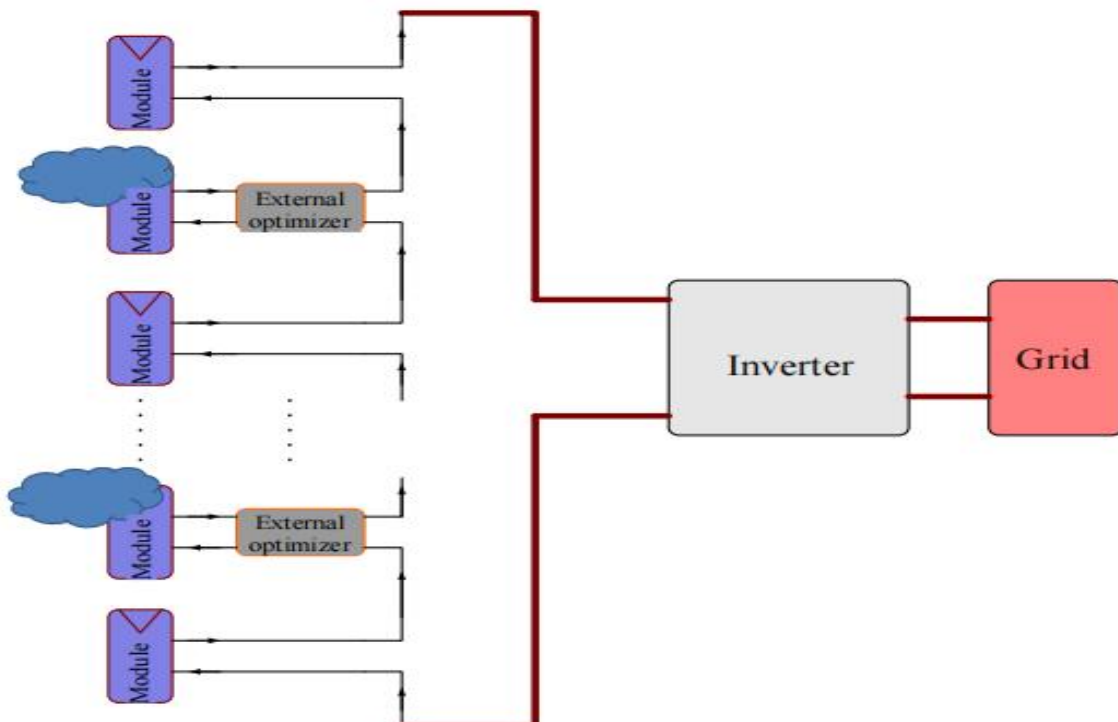 Module
Module
External
optimizer
Module
Inverter
Grid
Module
External
optimizer
Module